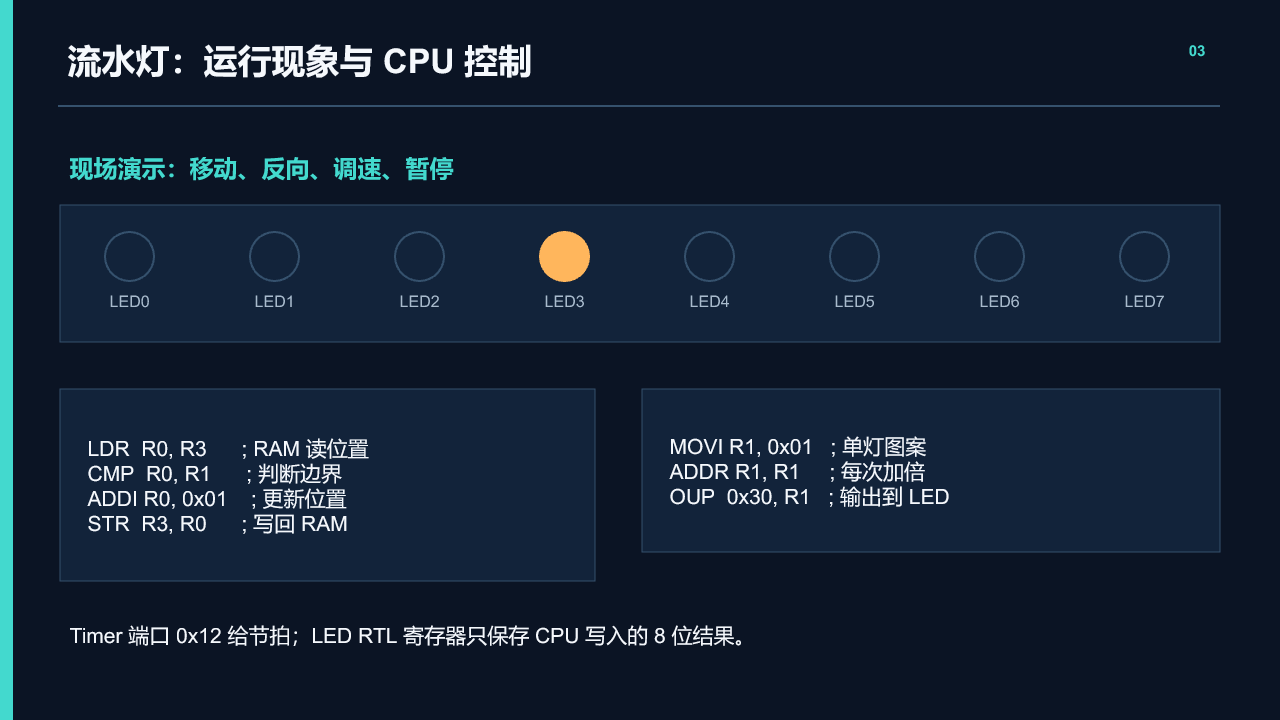 流水灯：运行现象与 CPU 控制
03
现场演示：移动、反向、调速、暂停
LED0 LED1 LED2 LED3 LED4 LED5 LED6 LED7
LDR R0, R3 ; RAM 读位置
CMP R0, R1 ; 判断边界
ADDI R0, 0x01 ; 更新位置
STR R3, R0 ; 写回 RAM
MOVI R1, 0x01 ; 单灯图案
ADDR R1, R1 ; 每次加倍
OUP 0x30, R1 ; 输出到 LED
Timer 端口 0x12 给节拍；LED RTL 寄存器只保存 CPU 写入的 8 位结果。